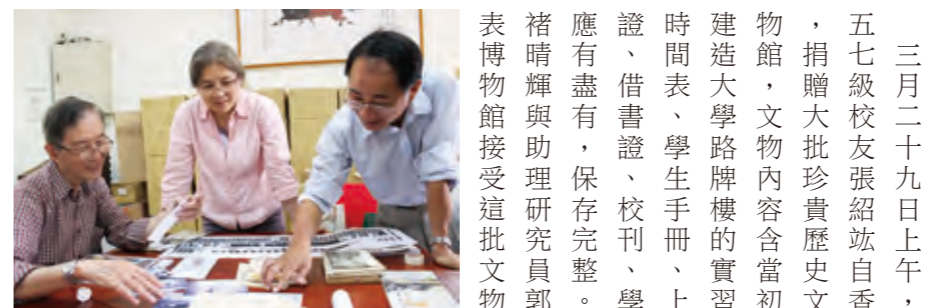 三月二十九日上午，
五七級校友張紹竑自香
，捐贈大批珍貴歷史文
物館，文物內容含當初
建造大學路牌樓的實習
時間表、學生手冊、上
證、借書證、校刊、學
應有盡有，保存完整。
褚晴輝與助理研究員郭
表博物館接受這批文物